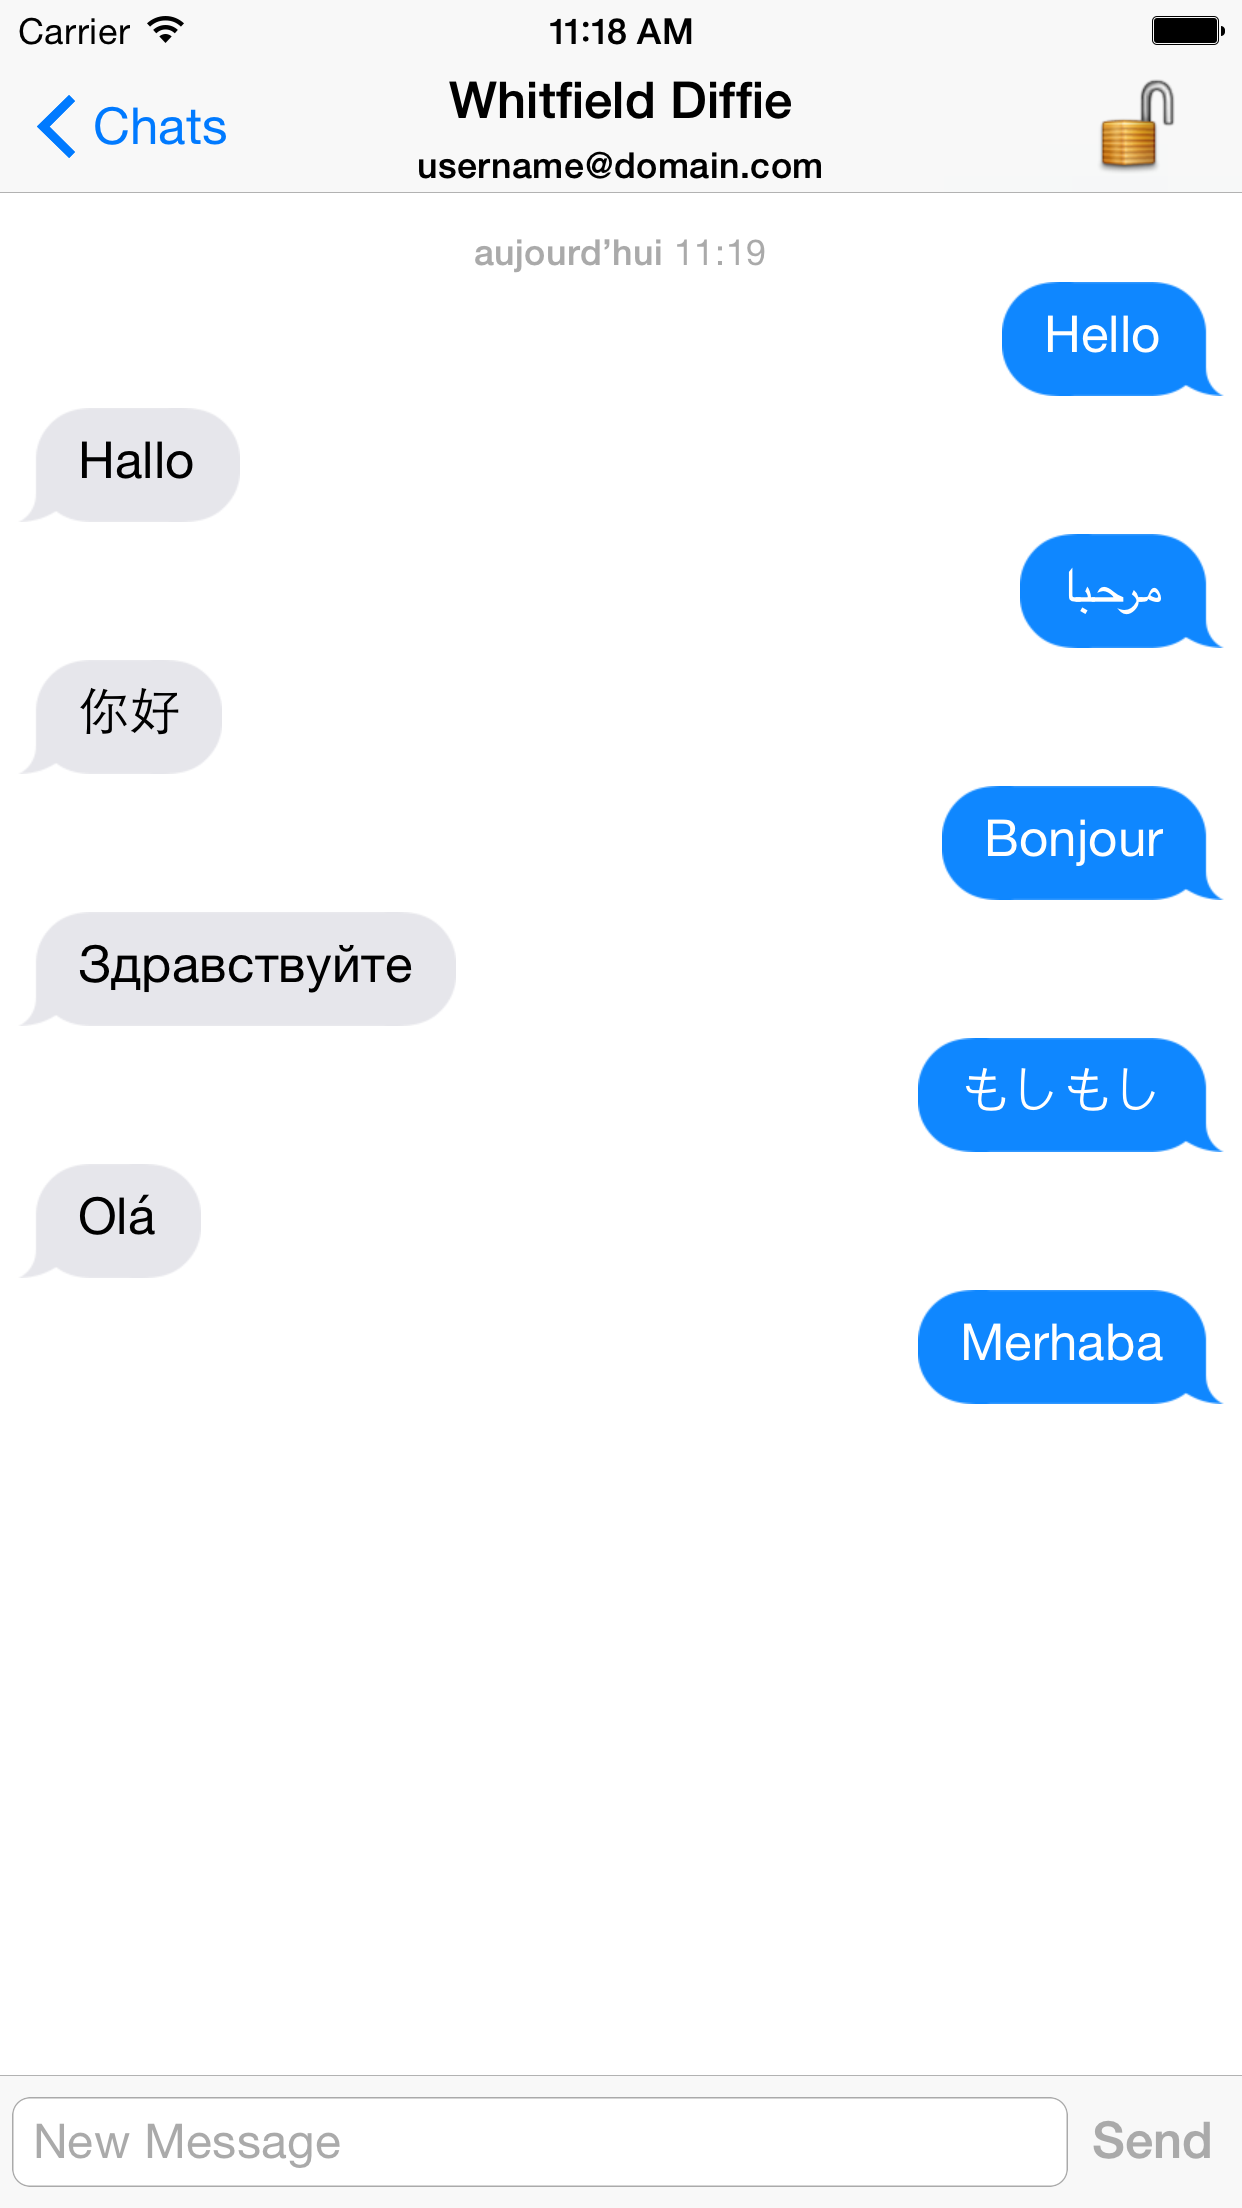 Carrier 11:18 AM
Whitfield Diffie
Chats
username@domain.com
aujourd’hui 11:19
Hello
Hallo
مرحبا
你好
Bonjour
Здравствуйте
もしもし
Olá
Merhaba
New Message Send